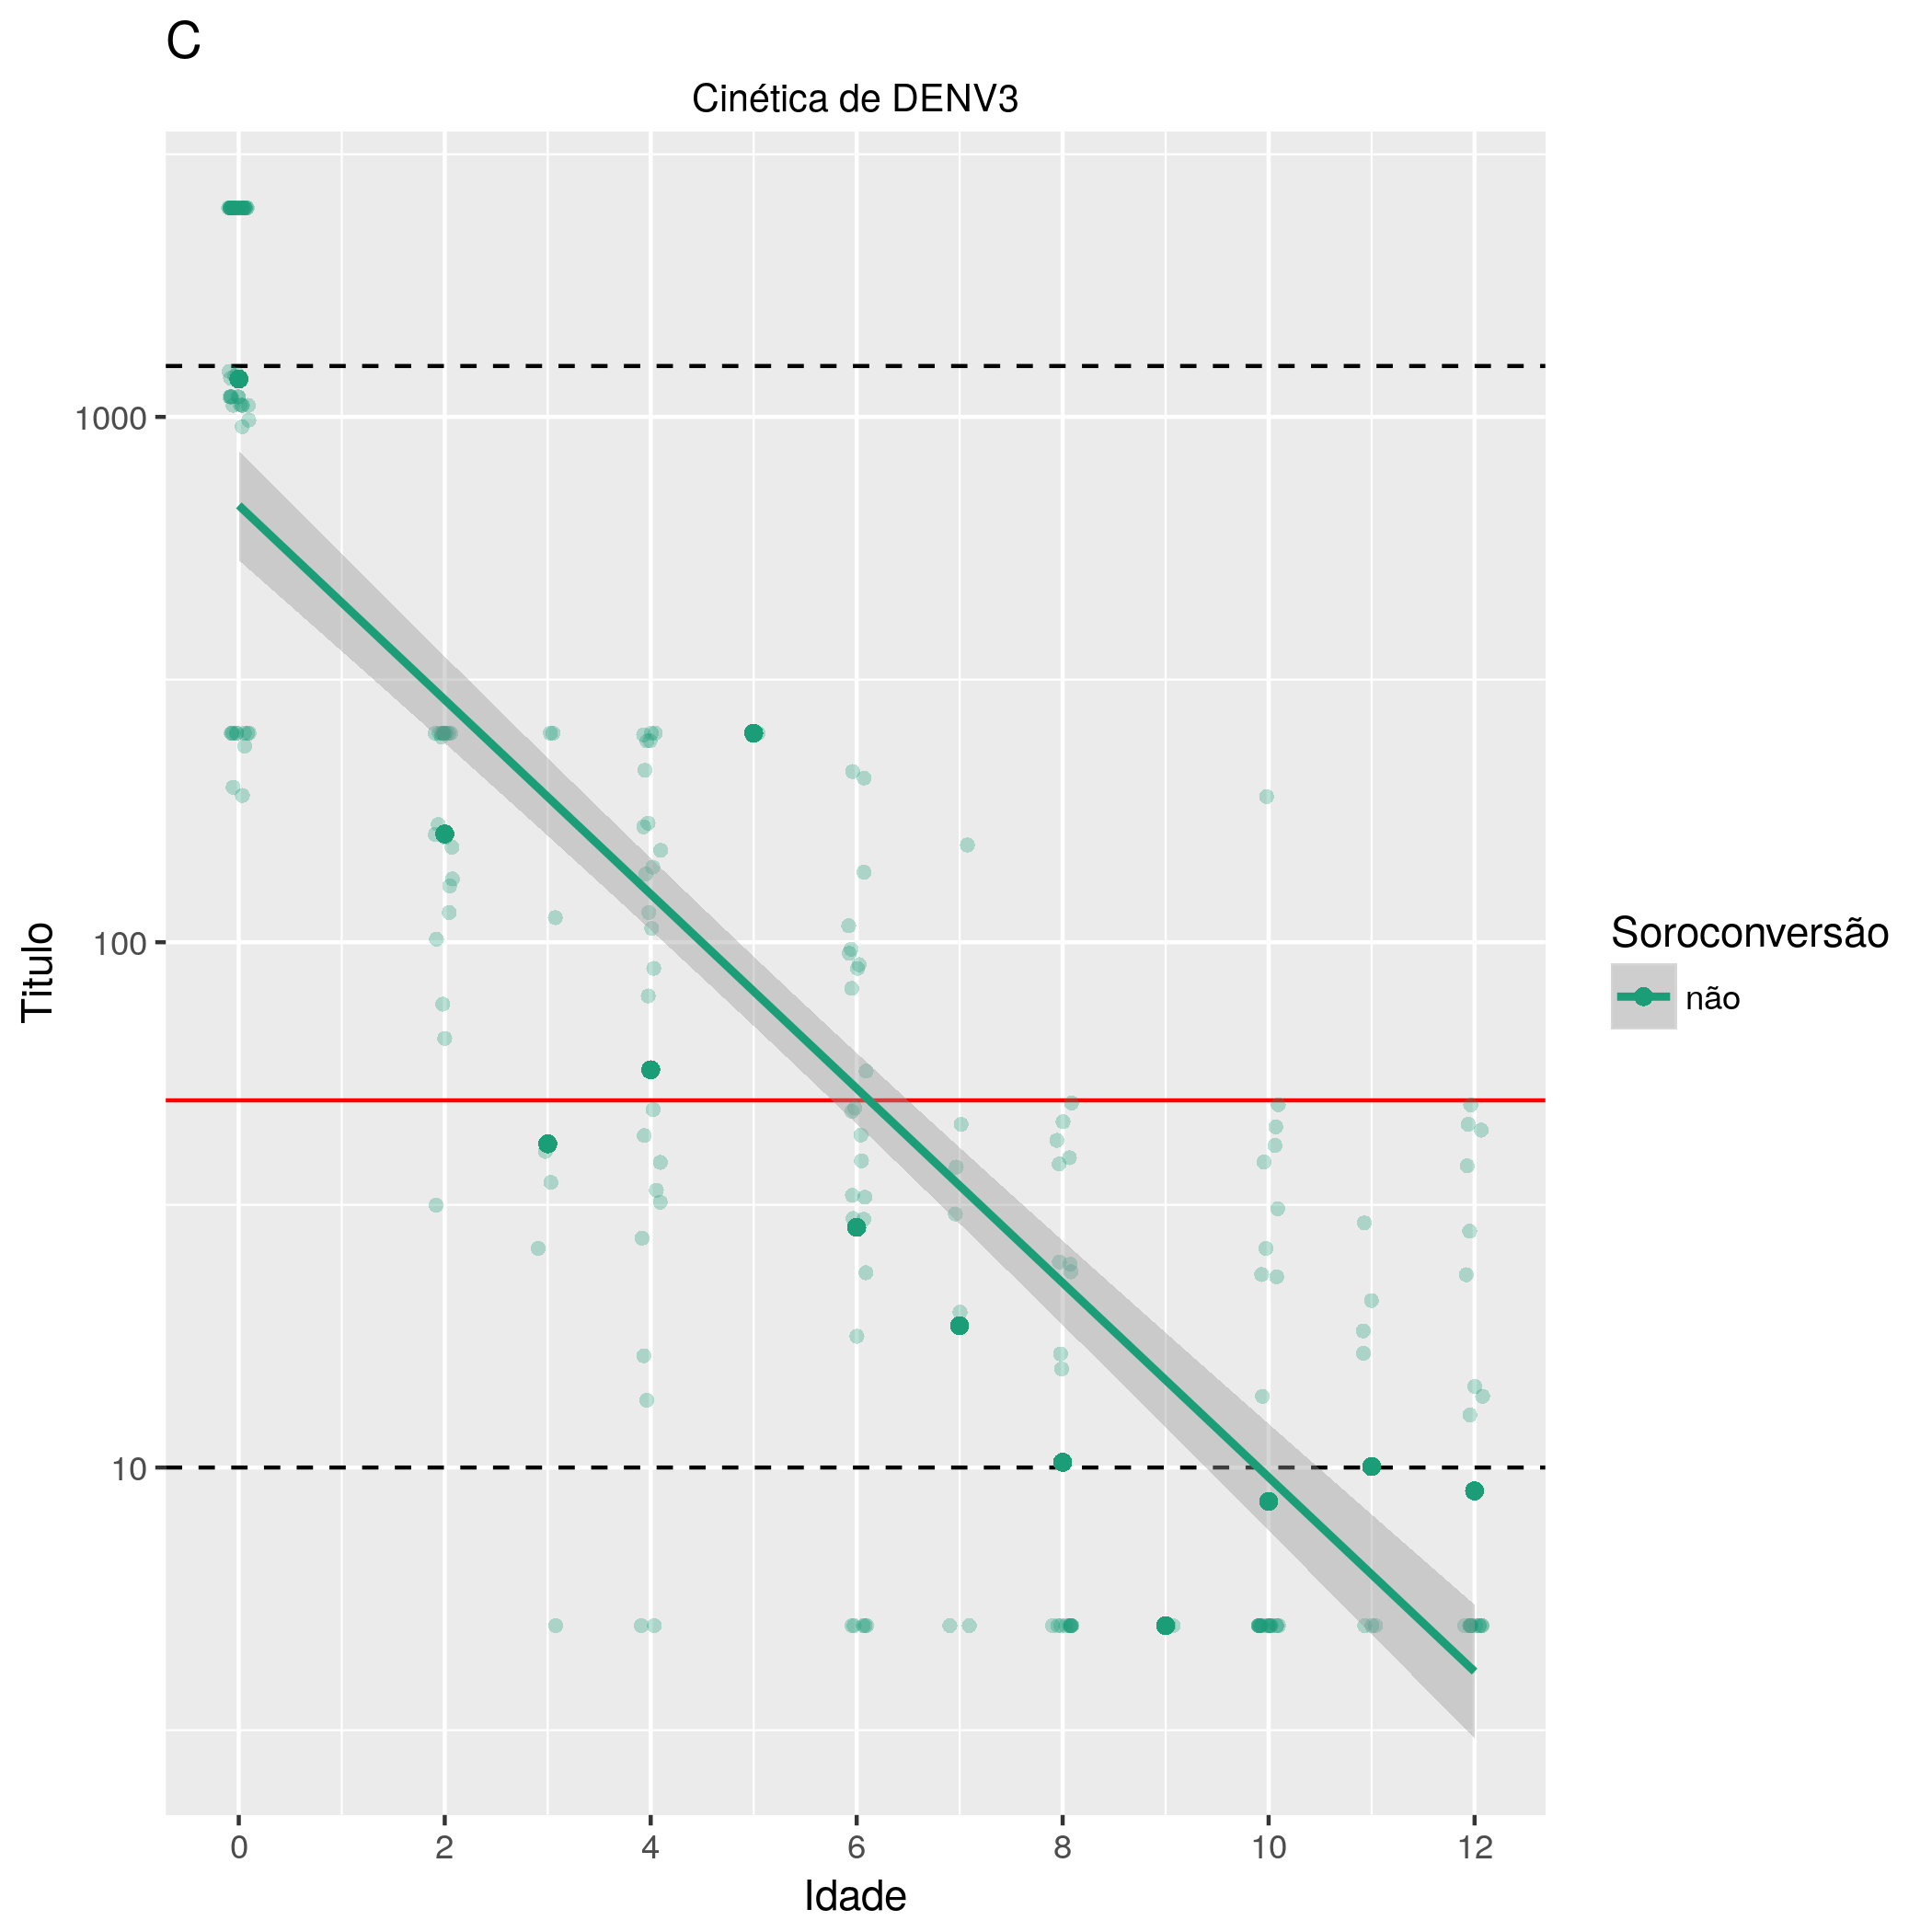 C
Cinética de DENV3
1000
100
10
Titulo
0 2 4 6 8 10 12
Idade
Soroconversão
não